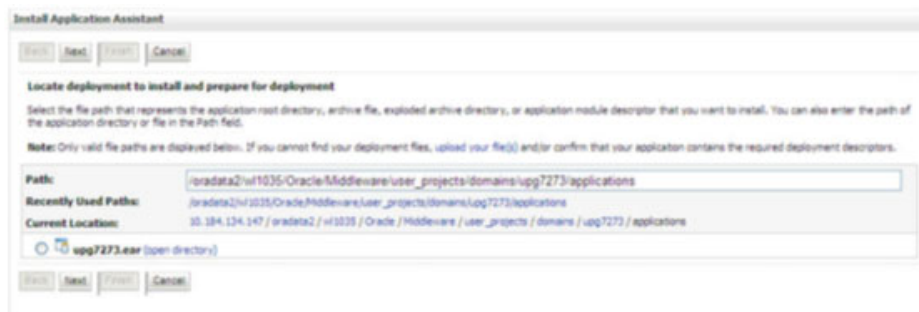 Install Application Assistant
Back Next Finish Cancel
Locate deployment to install and prepare for deployment
Select the file path that represents the application root directory, archive file, exploded archive directory, or application module descriptor that you want to install. You can also enter the path of
the application directory or file in the Path field.
Note: Only valid file paths are displayed below. If you cannot find your deployment files, upload your file(s) and/or confirm that your application contains the required deployment descriptors.
Path: /oradata2/wl1035/Oracle/Middleware/user_projects/domains/upg7273/applications
Recently Used Paths: /oradata2/wl1035/Oracle/Middleware/user_projects/domains/upg7273/applications
Current Location: 10.184.134.147 / oradata2 / wl1035 / Oracle / Middleware / user_projects / domains / upg7273 / applications
upg7273.ear (open directory)
Back Next Finish Cancel